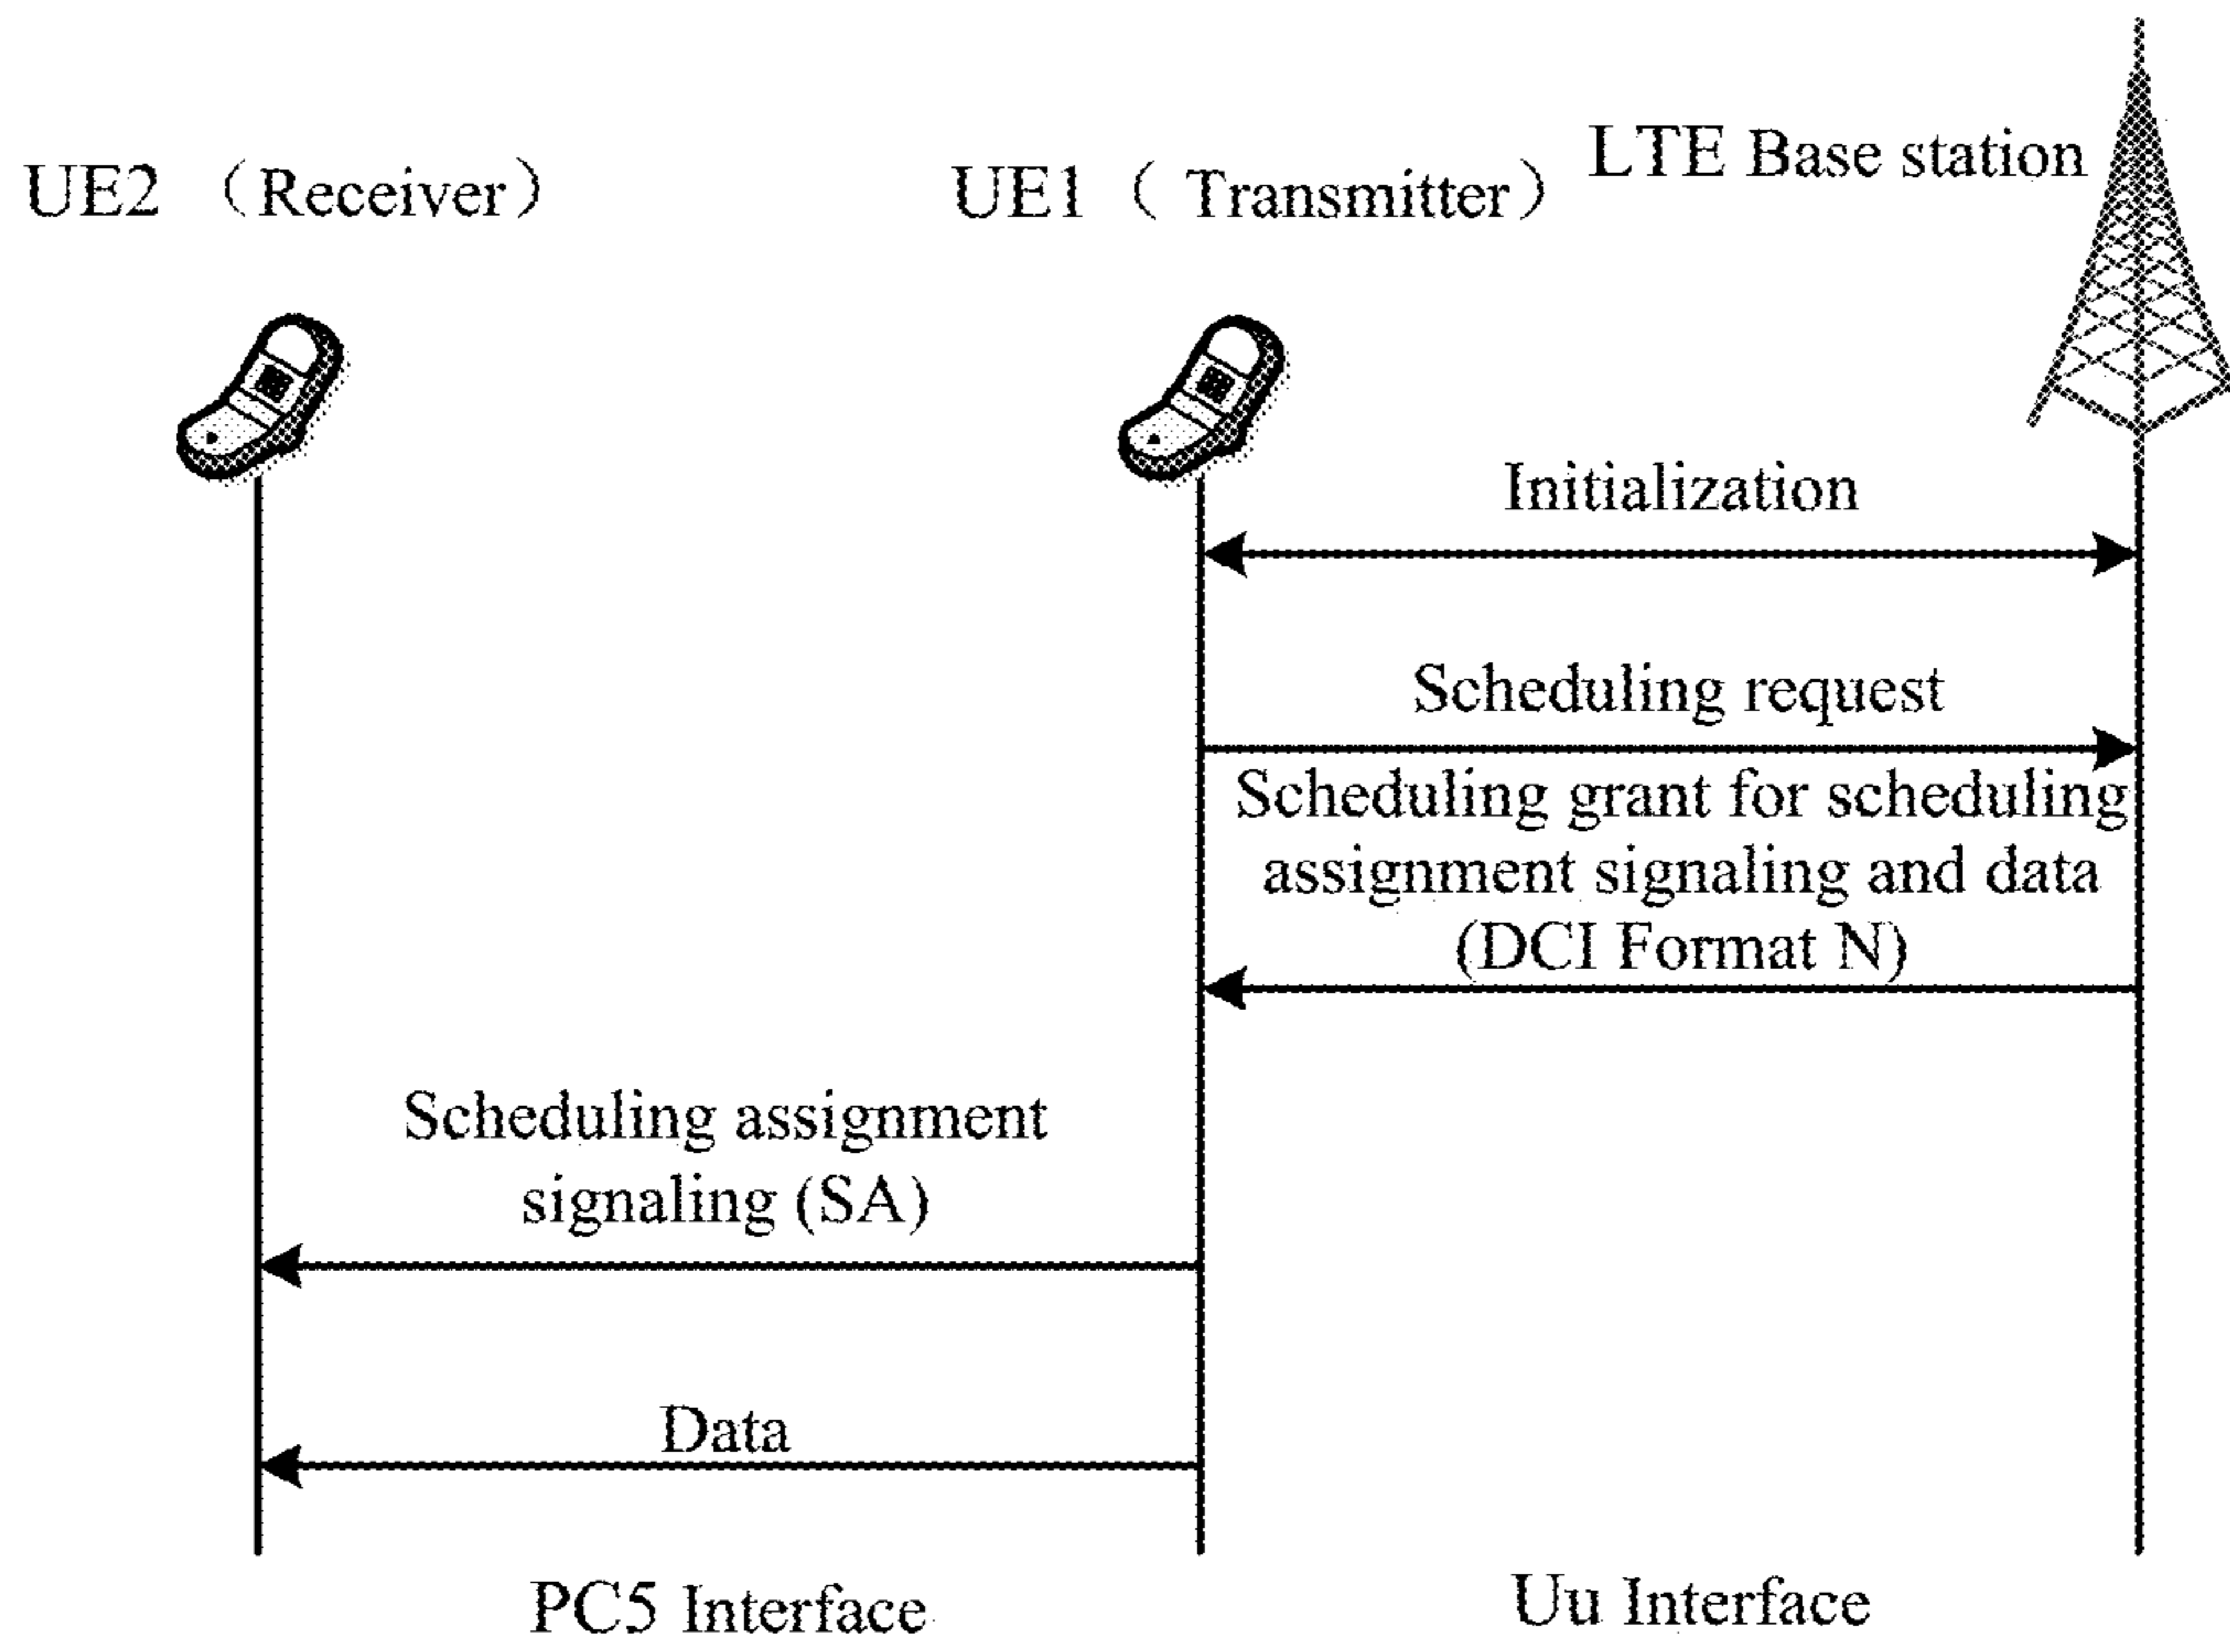 UE2 （Receiver）
UE1（ Transmitter）
LTE Base station
Initialization
Scheduling request
Scheduling grant for scheduling
assignment signaling and data
(DCI Format N)
Scheduling assignment
signaling (SA)
Data
PC5 Interface
Uu Interface